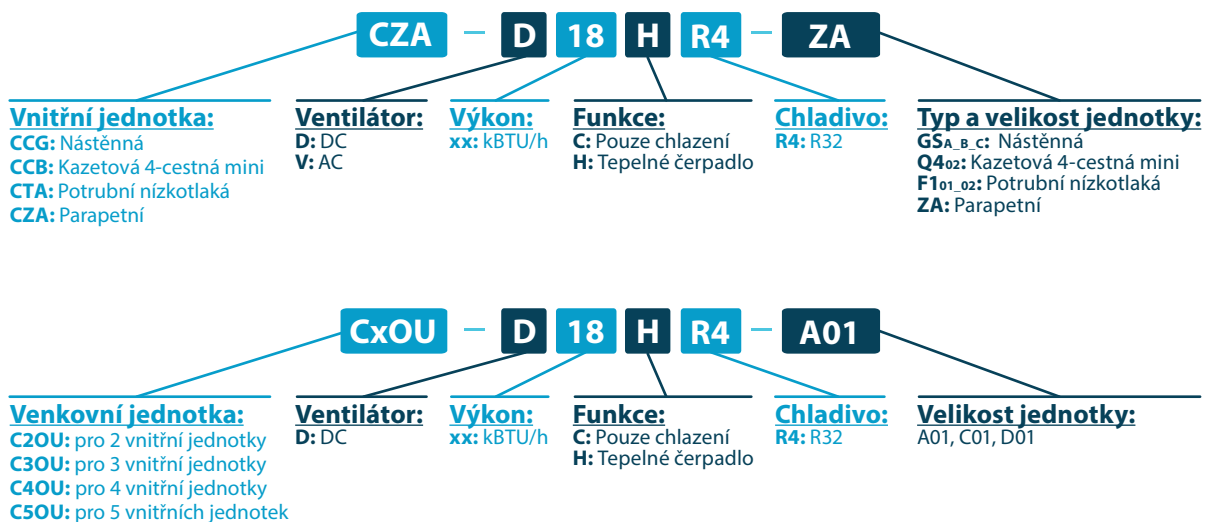 CZA – D 18 H R4 – ZA
Vnitřní jednotka:
CCG: Nástěnná
CCB: Kazetová 4-cestná mini
CTA: Potrubní nízkotlaká
CZA: Parapetní
Ventilátor:
D: DC
V: AC
Výkon:
xx: kBTU/h
Funkce:
C: Pouze chlazení
H: Tepelné čerpadlo
Chladivo:
R4: R32
Typ a velikost jednotky:
GSA_B_C: Nástěnná
Q402: Kazetová 4-cestná mini
F101_02: Potrubní nízkotlaká
ZA: Parapetní
CxOU – D 18 H R4 – A01
Venkovní jednotka:
C2OU: pro 2 vnitřní jednotky
C3OU: pro 3 vnitřní jednotky
C4OU: pro 4 vnitřní jednotky
C5OU: pro 5 vnitřních jednotek
Ventilátor:
D: DC
Výkon:
xx: kBTU/h
Funkce:
C: Pouze chlazení
H: Tepelné čerpadlo
Chladivo:
R4: R32
Velikost jednotky:
A01, C01, D01